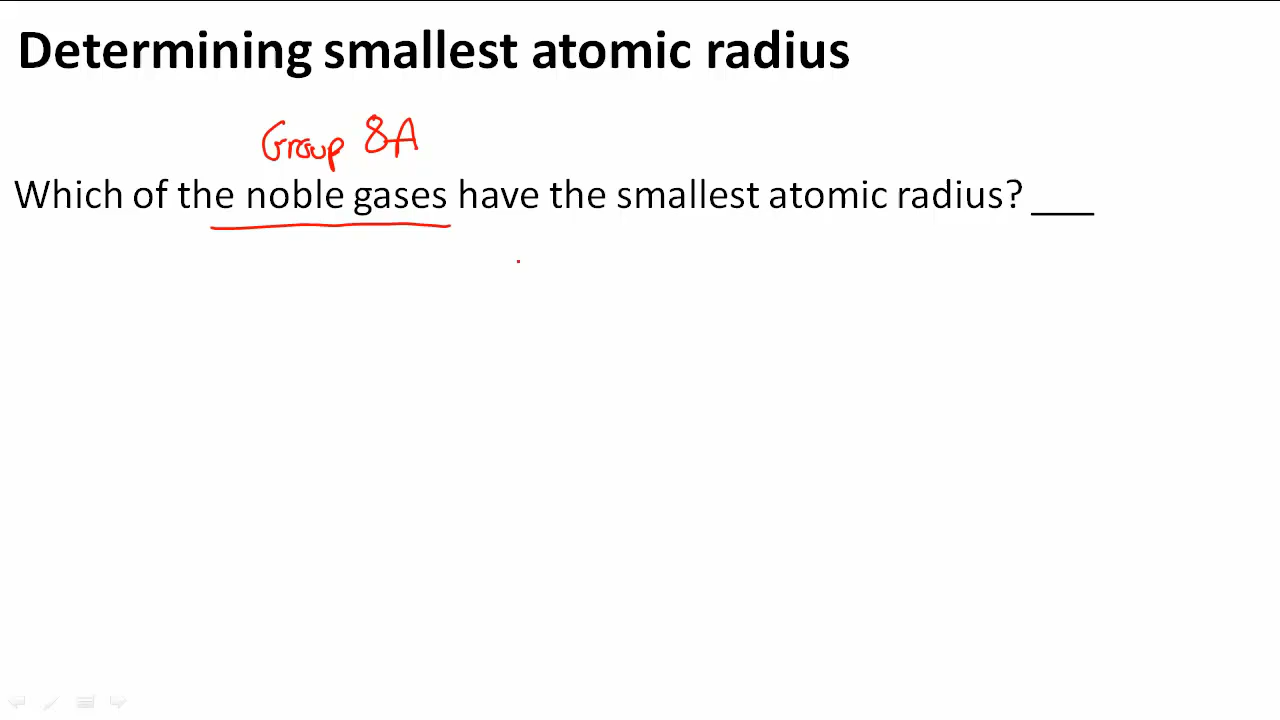 Determining smallest atomic radius
Group 8A
Which of the noble gases have the smallest atomic radius? ___